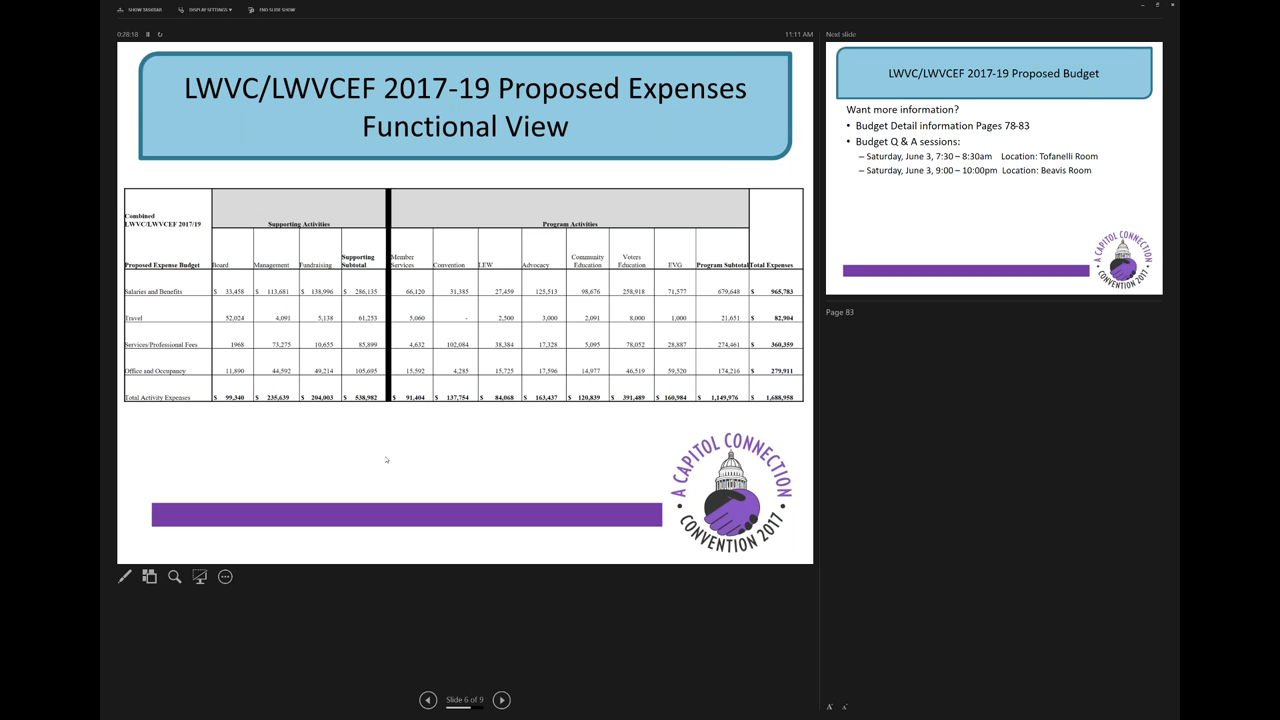 SHOW TASKBAR DISPLAY SETTINGS ▾ END SLIDE SHOW
0:28:18 11:11 AM
LWVC/LWVCEF 2017-19 Proposed Expenses
Functional View
Combined
LWVC/LWVCEF 2017/19 Supporting Activities Program Activities
Proposed Expense Budget Board Management Fundraising Supporting Subtotal Member Services Convention LEW Advocacy Community Education Voters Education EVG Program Subtotal Total Expenses
Salaries and Benefits $ 33,458 $ 113,681 $ 138,996 $ 286,135 66,120 31,385 27,459 125,513 98,676 258,918 71,577 679,648 $ 965,783
Travel 52,024 4,091 5,138 61,253 5,060 - 2,500 3,000 2,091 8,000 1,000 21,651 $ 82,904
Services/Professional Fees 1968 73,275 10,655 85,899 4,632 102,084 38,384 17,328 5,095 78,052 28,887 274,461 $ 360,359
Office and Occupancy 11,890 44,592 49,214 105,695 15,592 4,285 15,725 17,596 14,977 46,519 59,520 174,216 $ 279,911
Total Activity Expenses $ 99,340 $ 235,639 $ 204,003 $ 538,982 $ 91,404 $ 137,754 $ 84,068 $ 163,437 $ 120,839 $ 391,489 $ 160,984 $ 1,149,976 $ 1,688,958
A CAPITOL CONNECTION
• CONVENTION 2017 •
Slide 6 of 9
Next slide
LWVC/LWVCEF 2017-19 Proposed Budget
Want more information?
• Budget Detail information Pages 78-83
• Budget Q & A sessions:
– Saturday, June 3, 7:30 – 8:30am Location: Tofanelli Room
– Saturday, June 3, 9:00 – 10:00pm Location: Beavis Room
A CAPITOL CONNECTION
• CONVENTION 2017 •
Page 83
A A